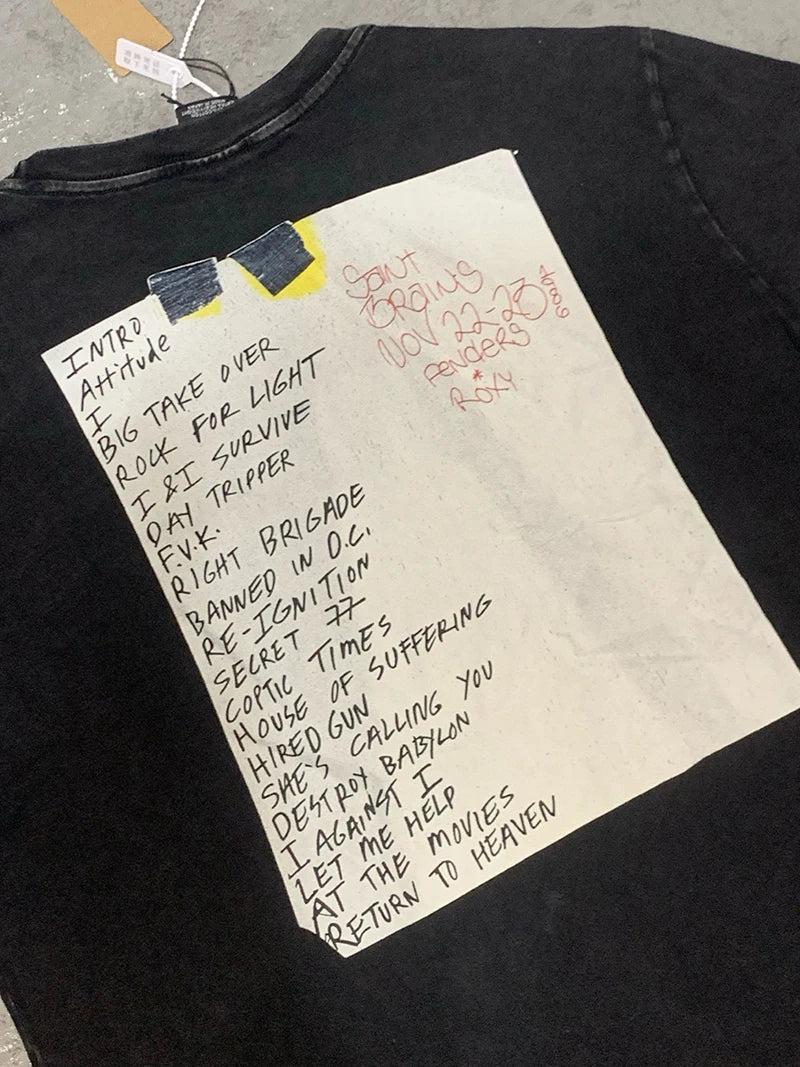 INTRO
Attitude
I
BIG TAKE OVER
ROCK FOR LIGHT
I & I SURVIVE
DAY TRIPPER
F.V.K.
RIGHT BRIGADE
BANNED IN D.C.
RE-IGNITION
SECRET 77
COPTIC TIMES
HOUSE OF SUFFERING
HIRED GUN
SHE'S CALLING YOU
DESTROY BABYLON
I AGAINST I
LET ME HELP
AT THE MOVIES
RETURN TO HEAVEN
SAINT
BRAINS
NOV 22-23
1989
FENDERS
*
ROXY